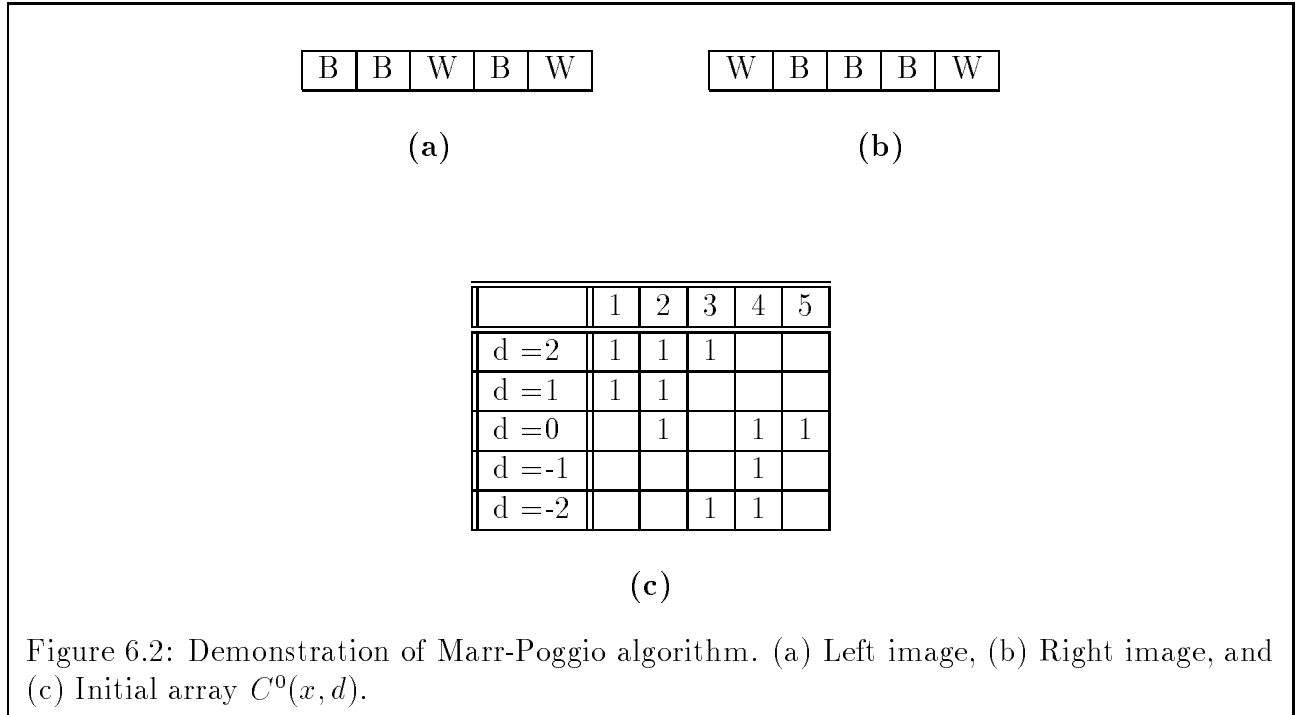 B B W B W
W B B B W
(a)
(b)
1 2 3 4 5
d =2 1 1 1
d =1 1 1
d =0 1 1 1
d =-1 1
d =-2 1 1
(c)
Figure 6.2: Demonstration of Marr-Poggio algorithm. (a) Left image, (b) Right image, and
(c) Initial array C⁰(x, d).